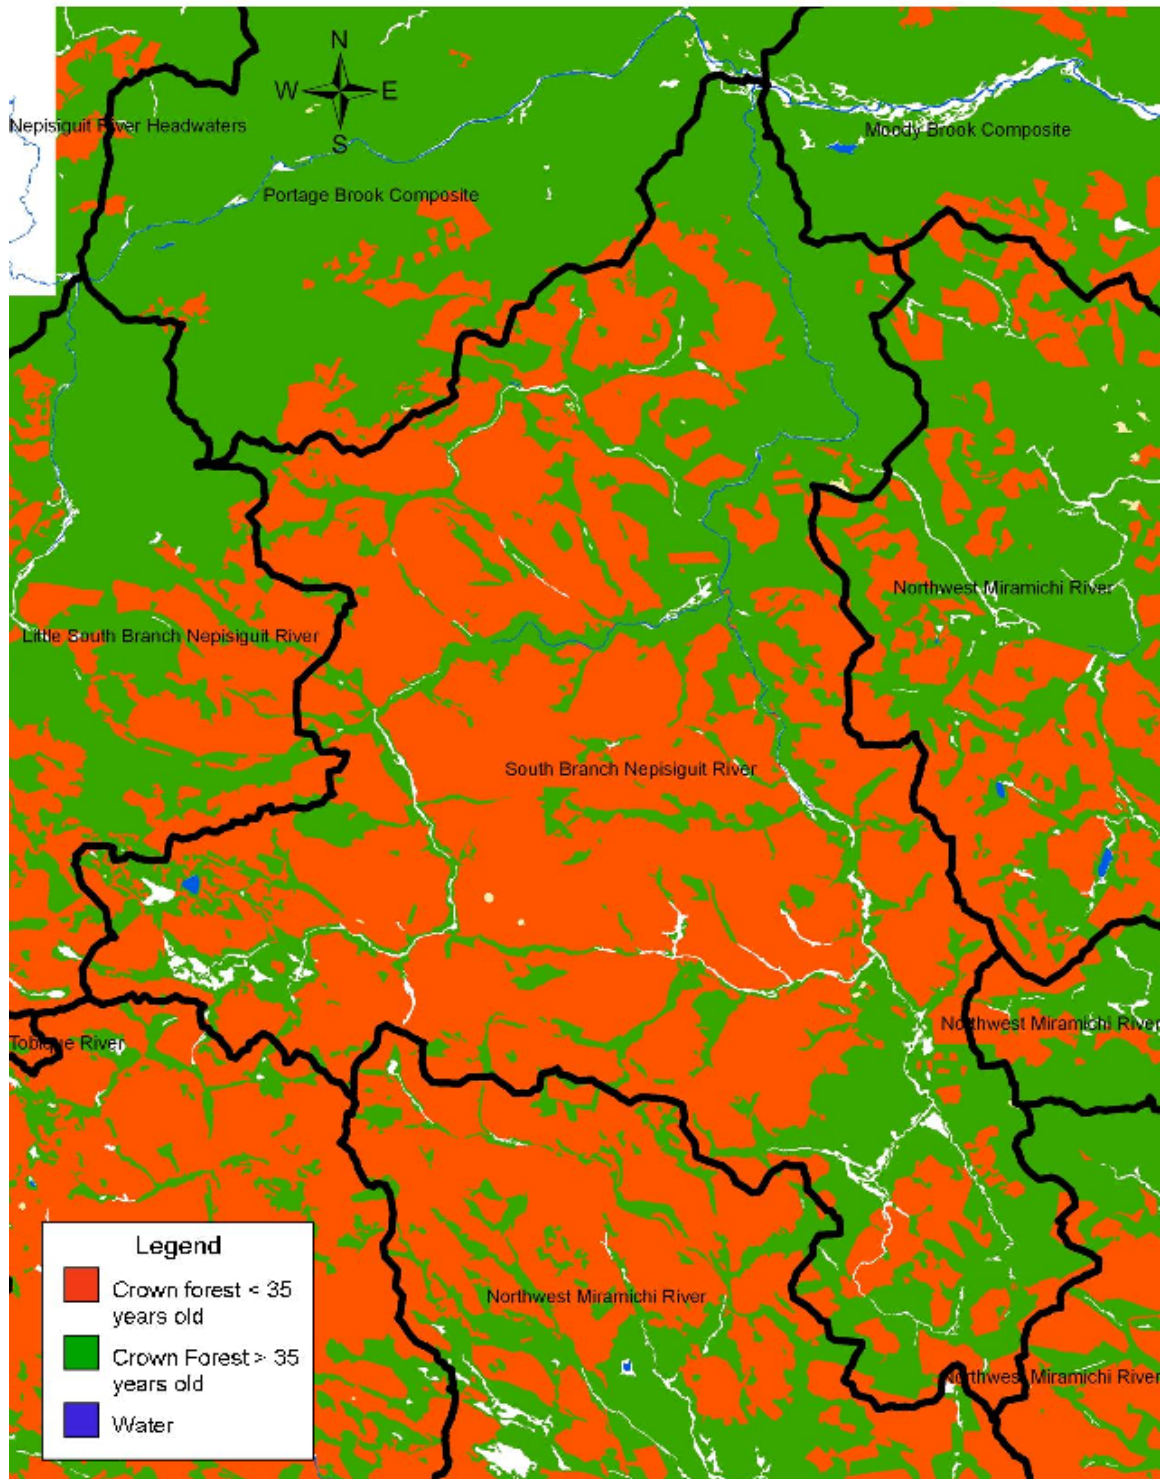 N
W E
S
Nepisiguit River Headwaters
Moody Brook Composite
Portage Brook Composite
Northwest Miramichi River
Little South Branch Nepisiguit River
South Branch Nepisiguit River
Northwest Miramichi River
Tobique River
Legend
Crown forest < 35
years old
Crown Forest > 35
years old
Water
Northwest Miramichi River
Northwest Miramichi River